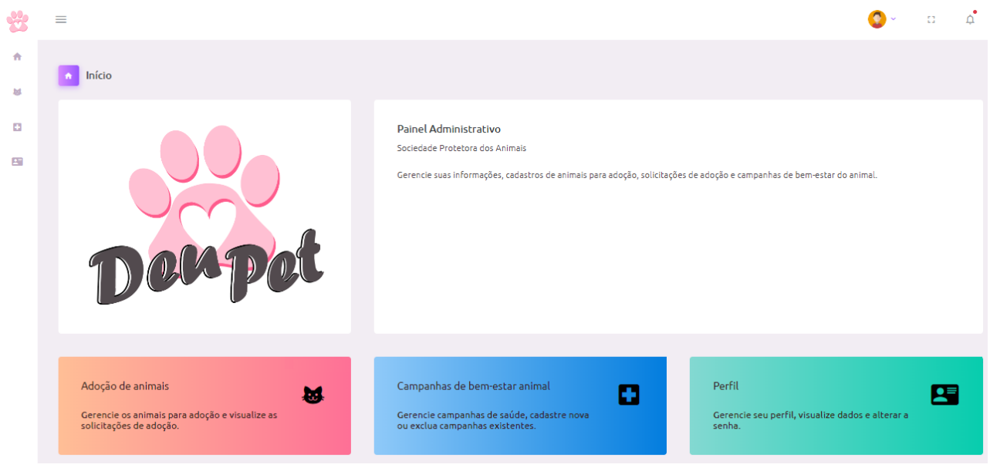 Início
Denpet
Painel Administrativo
Sociedade Protetora dos Animais
Gerencie suas informações, cadastros de animais para adoção, solicitações de adoção e campanhas de bem-estar do animal.
Adoção de animais
Gerencie os animais para adoção e visualize as
solicitações de adoção.
Campanhas de bem-estar animal
Gerencie campanhas de saúde, cadastre nova
ou exclua campanhas existentes.
Perfil
Gerencie seu perfil, visualize dados e alterar a
senha.